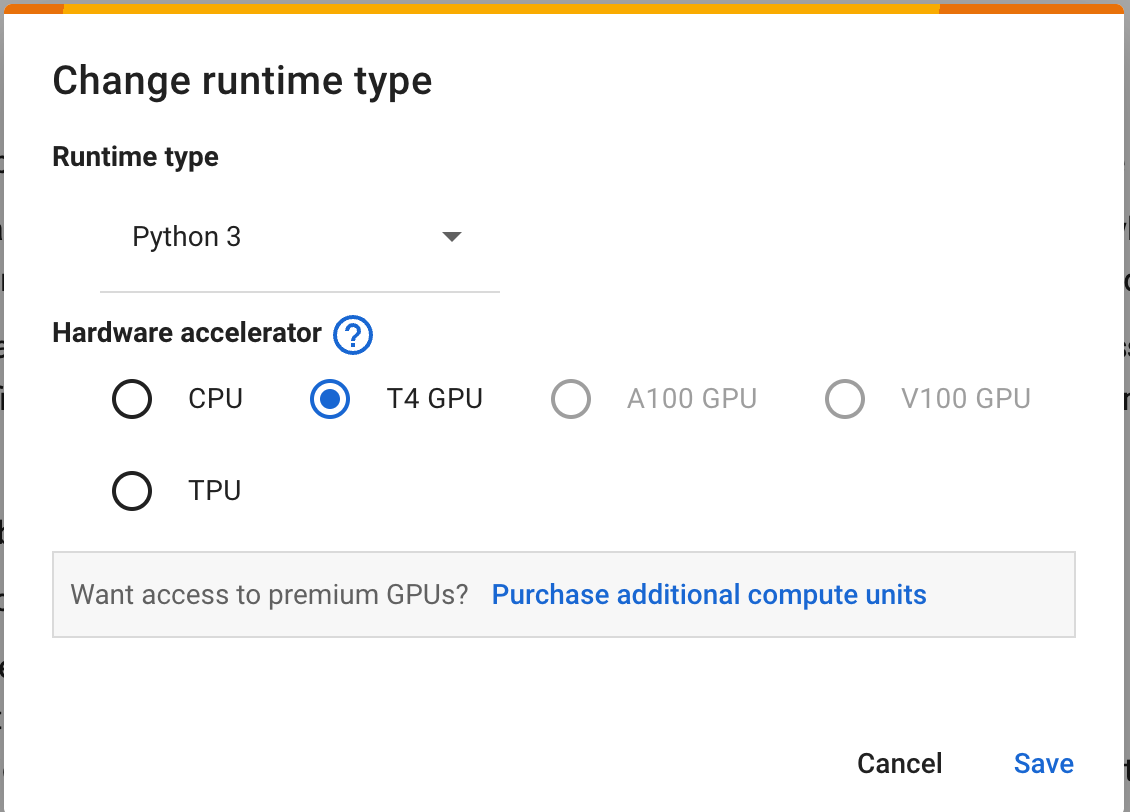 Change runtime type
Runtime type
Python 3
Hardware accelerator ?
CPU T4 GPU A100 GPU V100 GPU
TPU
Want access to premium GPUs? Purchase additional compute units
Cancel Save